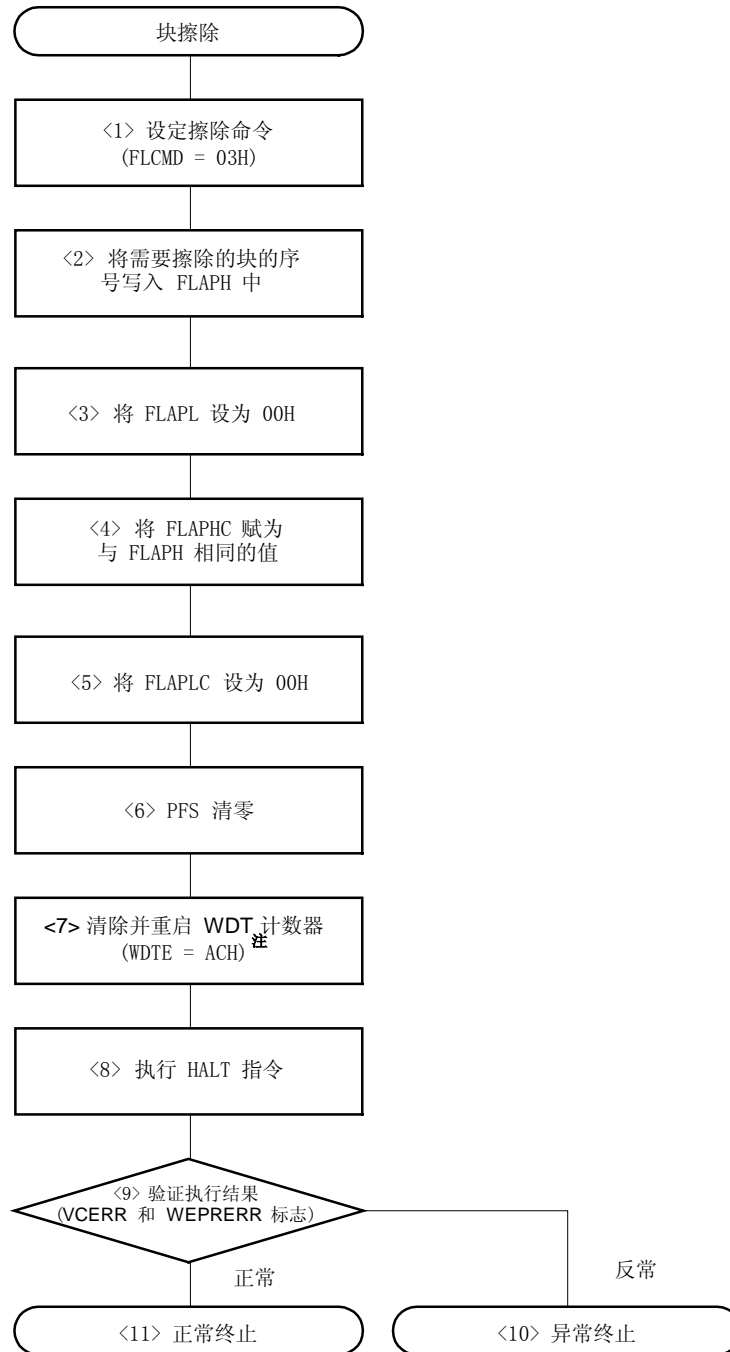 块擦除
<1> 设定擦除命令
(FLCMD = 03H)
<2> 将需要擦除的块的序
号写入 FLAPH 中
<3> 将 FLAPL 设为 00H
<4> 将 FLAPHC 赋为
与 FLAPH 相同的值
<5> 将 FLAPLC 设为 00H
<6> PFS 清零
<7> 清除并重启 WDT 计数器
(WDTE = ACH)注
<8> 执行 HALT 指令
<9> 验证执行结果
(VCERR 和 WEPRERR 标志)
正常
反常
<11> 正常终止
<10> 异常终止